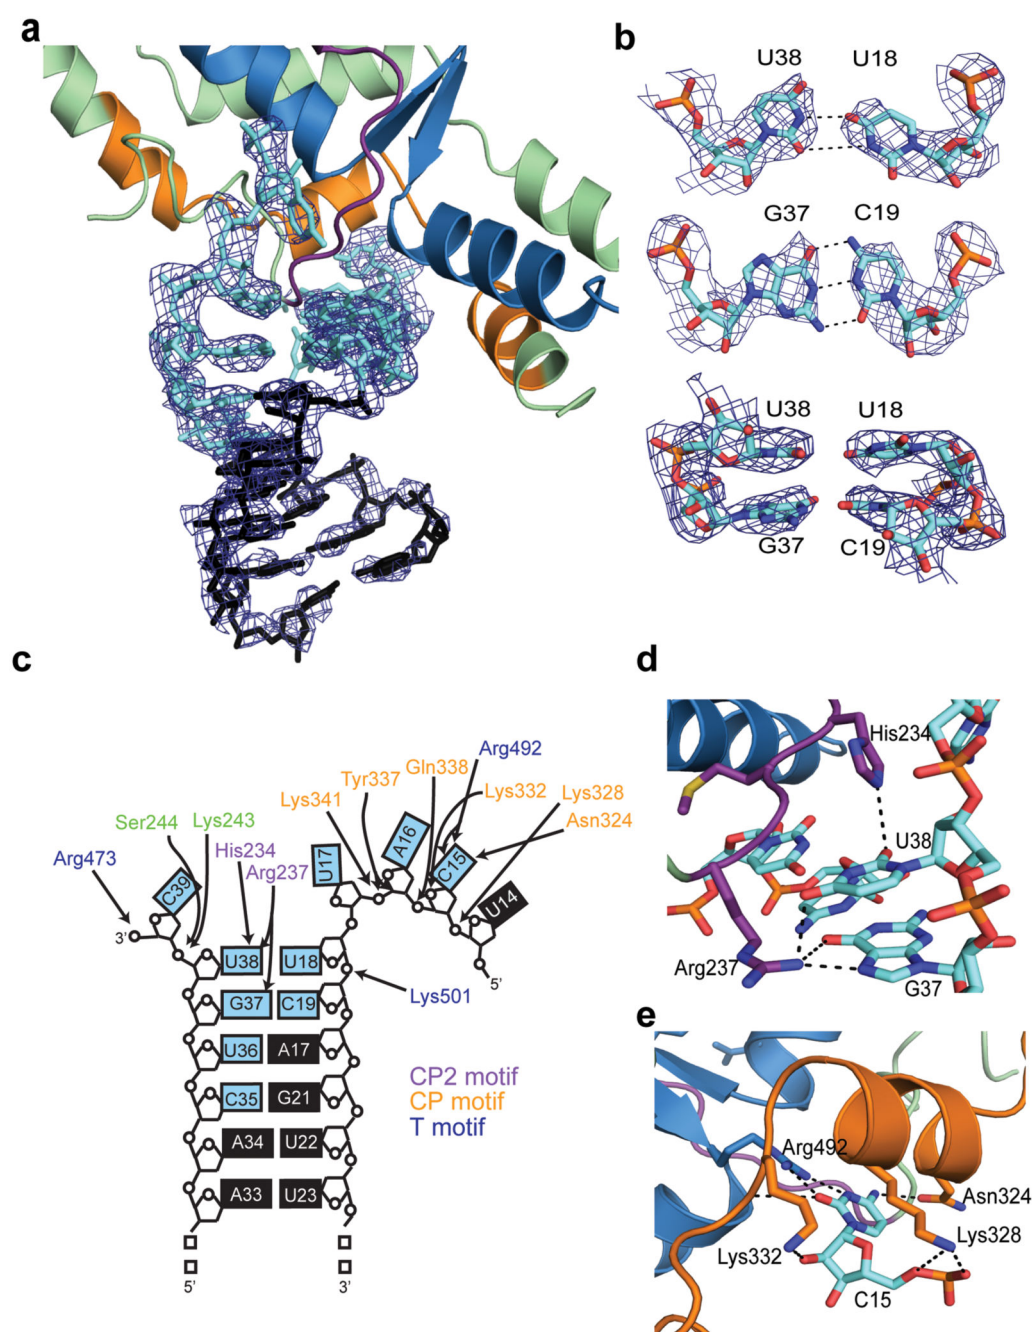 a
b
U38 U18
G37 C19
U38 U18
G37 C19
c
Arg492
Gln338
Tyr337
Lys332
Lys328
Lys341
Asn324
Ser244
Lys243
His234
Arg237
Arg473
C39
U17
A16
C15
U14
3’
5’
U38 U18
G37 C19
Lys501
U36 A17
C35 G21
A34 U22
A33 U23
5’ 3’
CP2 motif
CP motif
T motif
d
His234
U38
Arg237
G37
e
Arg492
Asn324
Lys328
Lys332
C15